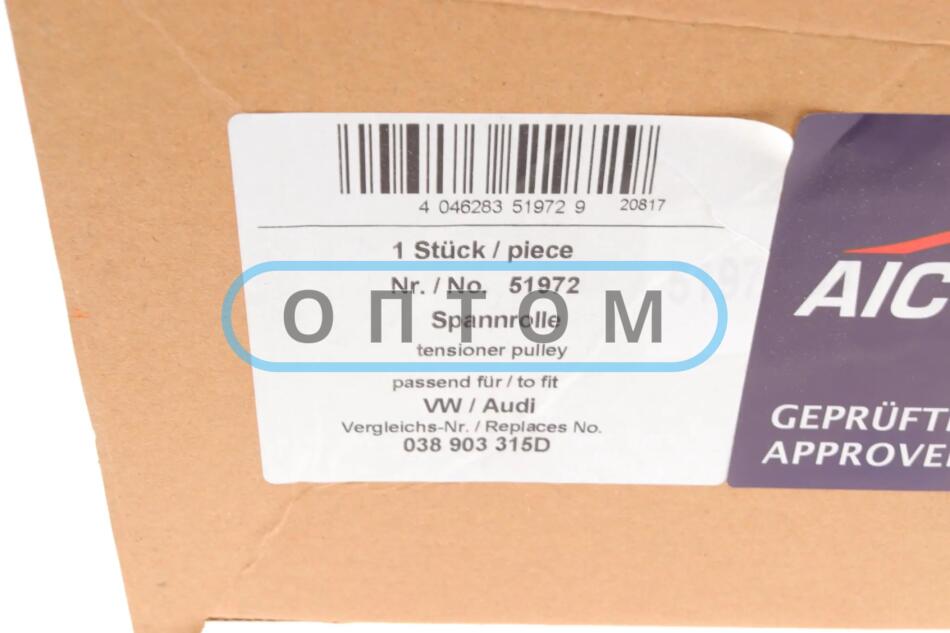 4 046283 51972 9 20817
1 Stück / piece
Nr. / No. 51972
ОПТОМ
Spannrolle
tensioner pulley
passend für / to fit
VW / Audi
Vergleichs-Nr. / Replaces No.
038 903 315D
AIC
GEPRÜFT
APPROVE